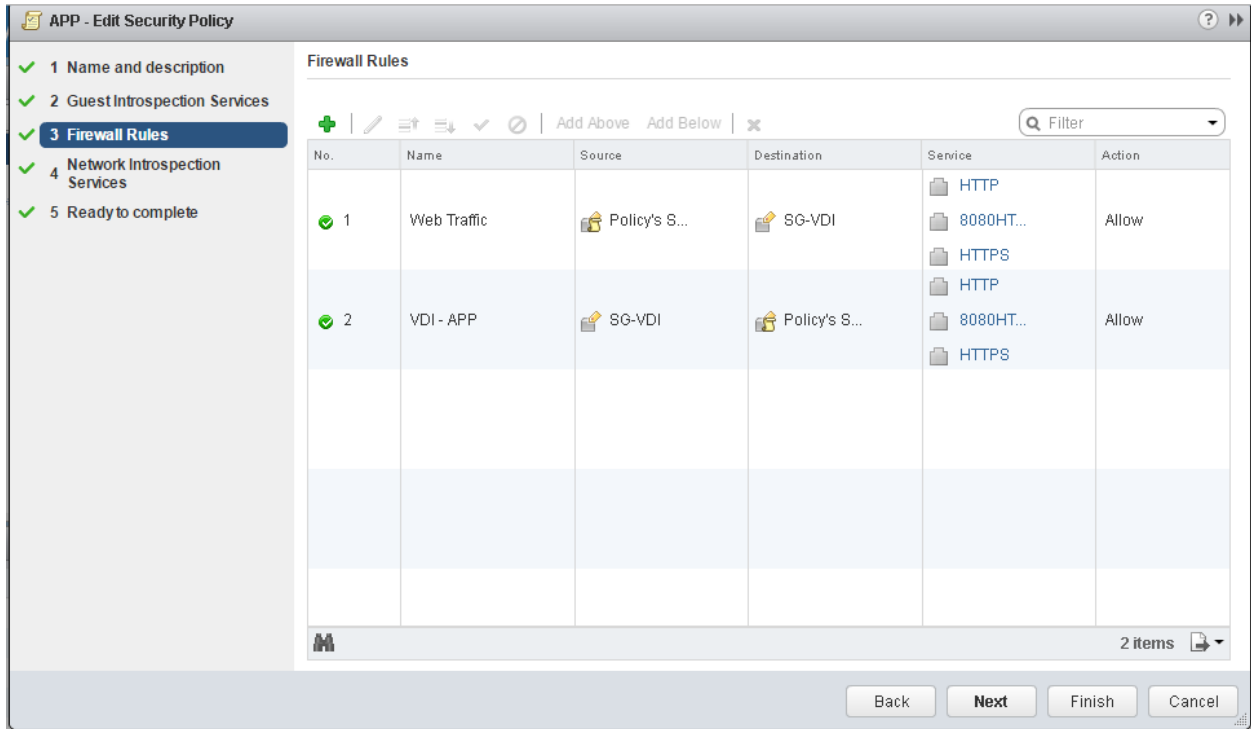 APP - Edit Security Policy
?
1 Name and description
2 Guest Introspection Services
3 Firewall Rules
4 Network Introspection
Services
5 Ready to complete
Firewall Rules
Add Above Add Below
Filter
No. Name Source Destination Service Action
HTTP
1 Web Traffic Policy's S... SG-VDI 8080HT... Allow
HTTPS
HTTP
2 VDI - APP SG-VDI Policy's S... 8080HT... Allow
HTTPS
2 items
Back Next Finish Cancel